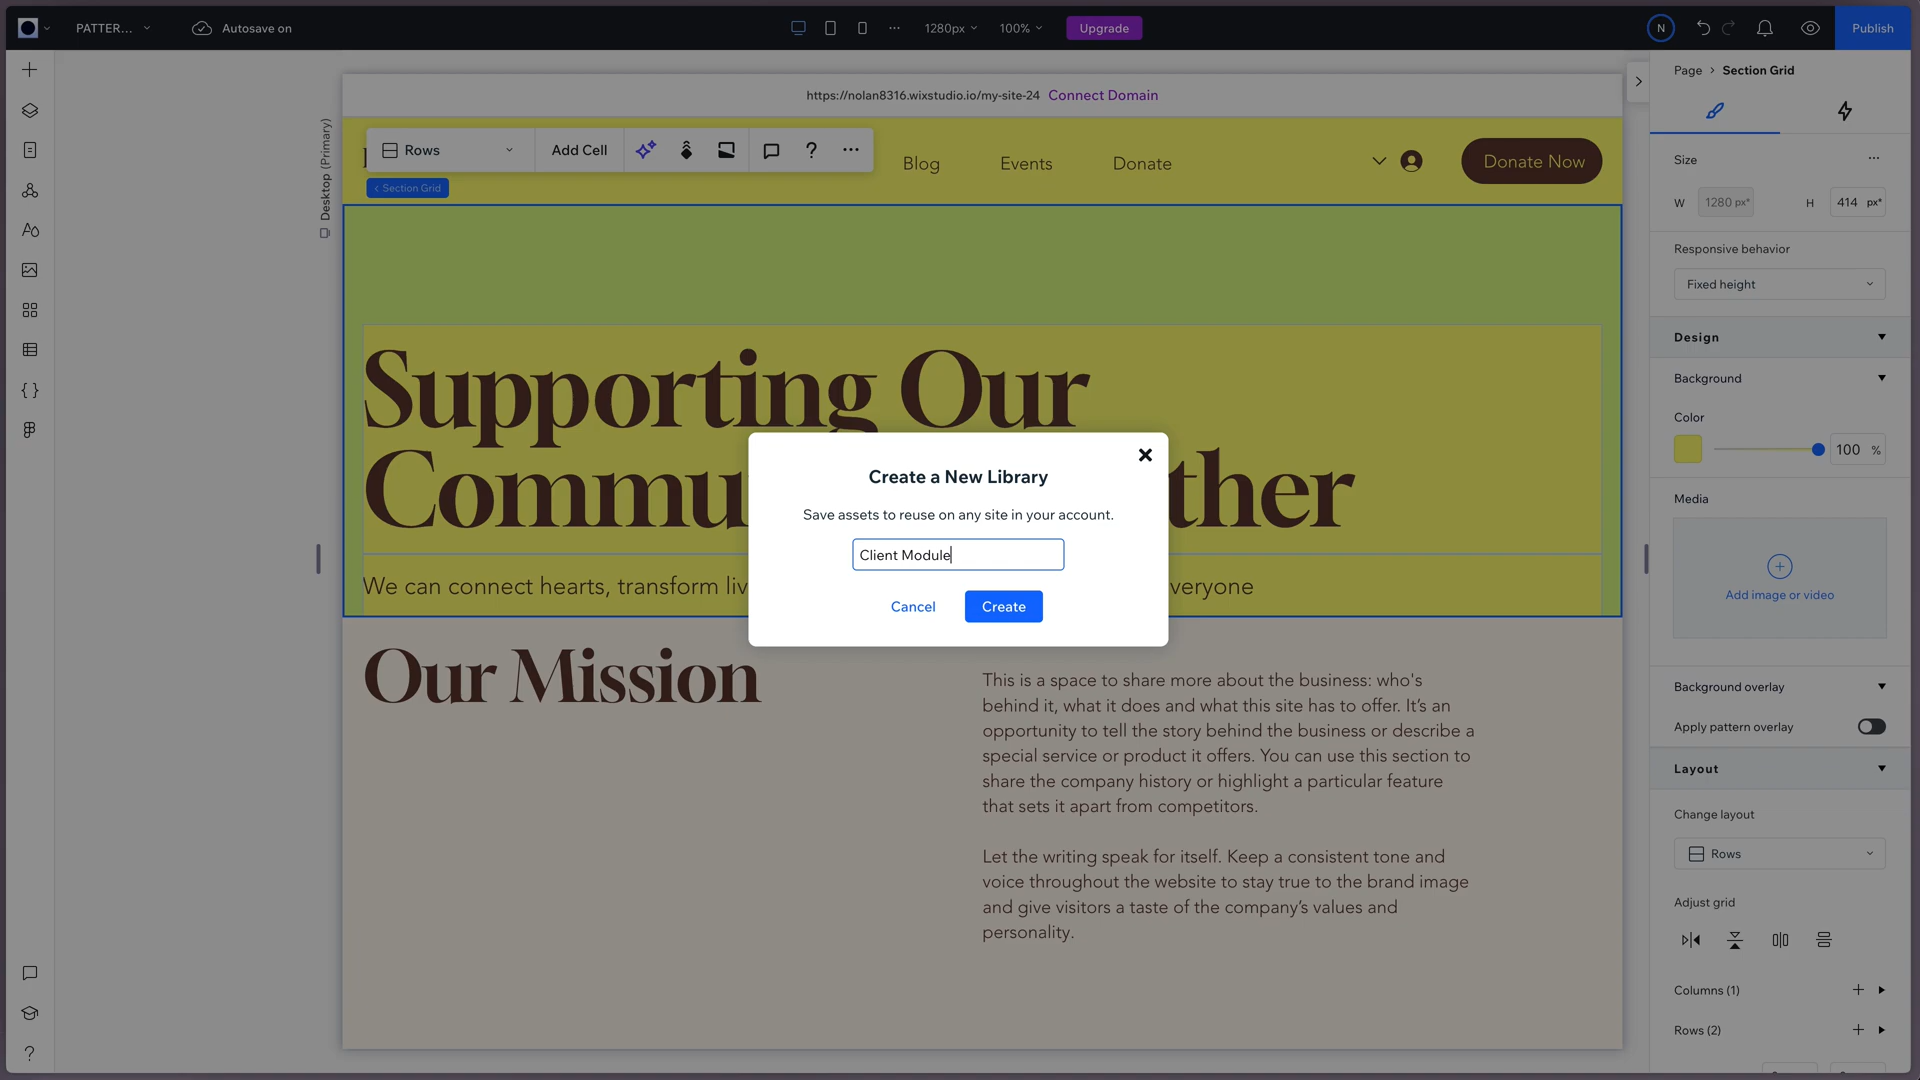 PATTER...
Autosave on
1280px
100%
Upgrade
N
Publish
https://nolan8316.wixstudio.io/my-site-24 Connect Domain
Desktop (Primary)
Rows
Add Cell
?
Blog
Events
Donate
Donate Now
< Section Grid
Supporting Our
Commu
ther
We can connect hearts, transform liv
veryone
Our Mission
This is a space to share more about the business: who's
behind it, what it does and what this site has to offer. It's an
opportunity to tell the story behind the business or describe a
special service or product it offers. You can use this section to
share the company history or highlight a particular feature
that sets it apart from competitors.
Let the writing speak for itself. Keep a consistent tone and
voice throughout the website to stay true to the brand image
and give visitors a taste of the company's values and
personality.
Create a New Library
Save assets to reuse on any site in your account.
Client Module
Cancel
Create
Page > Section Grid
Size
W 1280 px*
H 414 px*
Responsive behavior
Fixed height
Design
Background
Color
100 %
Media
Add image or video
Background overlay
Apply pattern overlay
Layout
Change layout
Rows
Adjust grid
Columns (1)
Rows (2)
?